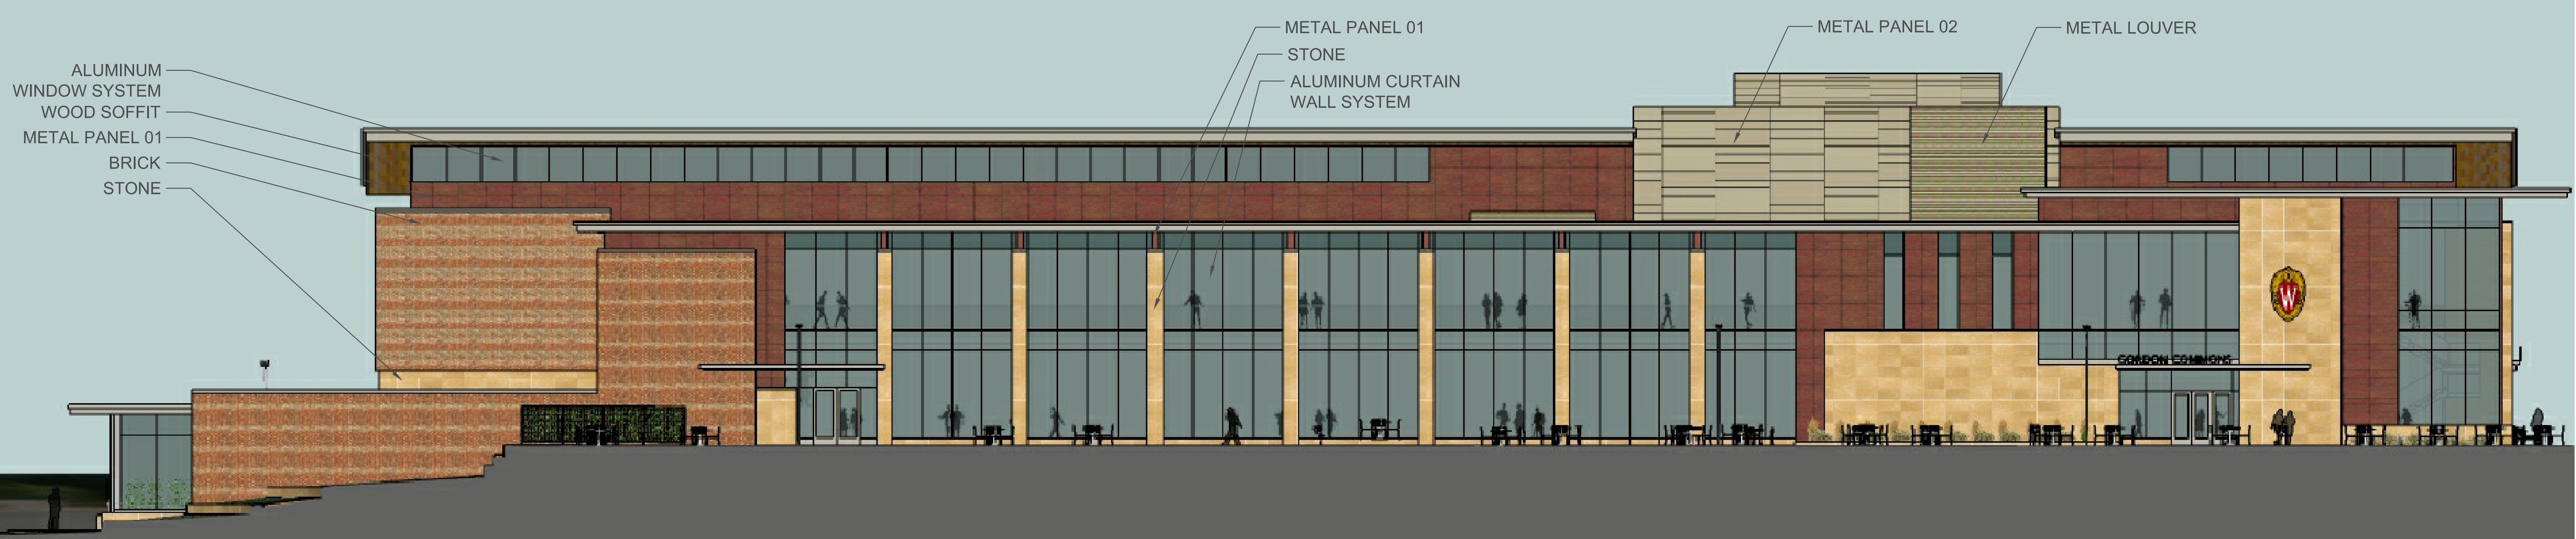 METAL PANEL 01
STONE
ALUMINUM CURTAIN
WALL SYSTEM
METAL PANEL 02
METAL LOUVER
ALUMINUM
WINDOW SYSTEM
WOOD SOFFIT
METAL PANEL 01
BRICK
STONE
W
GORDON COMMONS